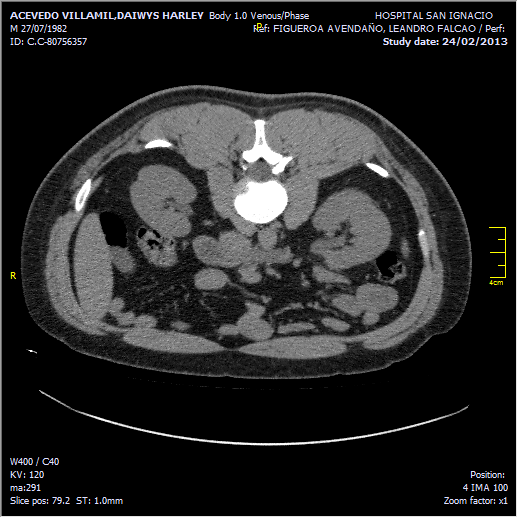 ACEVEDO VILLAMIL,DAIWYS HARLEY Body 1.0 Venous/Phase
HOSPITAL SAN IGNACIO
M 27/07/1982
Ref: FIGUEROA AVENDAÑO, LEANDRO FALCAO / Perf:
ID: C.C-80756357
Study date: 24/02/2013
R
4cm
W400 / C40
KV: 120
ma:291
Slice pos: 79.2 ST: 1.0mm
Position:
4 IMA 100
Zoom factor: x1